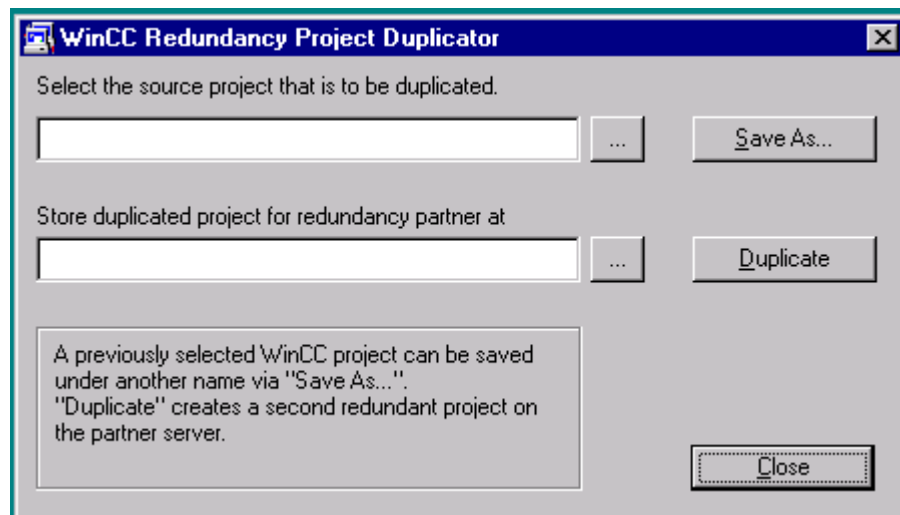 WinCC Redundancy Project Duplicator
Select the source project that is to be duplicated.
...
Save As...
Store duplicated project for redundancy partner at
...
Duplicate
A previously selected WinCC project can be saved
under another name via "Save As...".
"Duplicate" creates a second redundant project on
the partner server.
Close